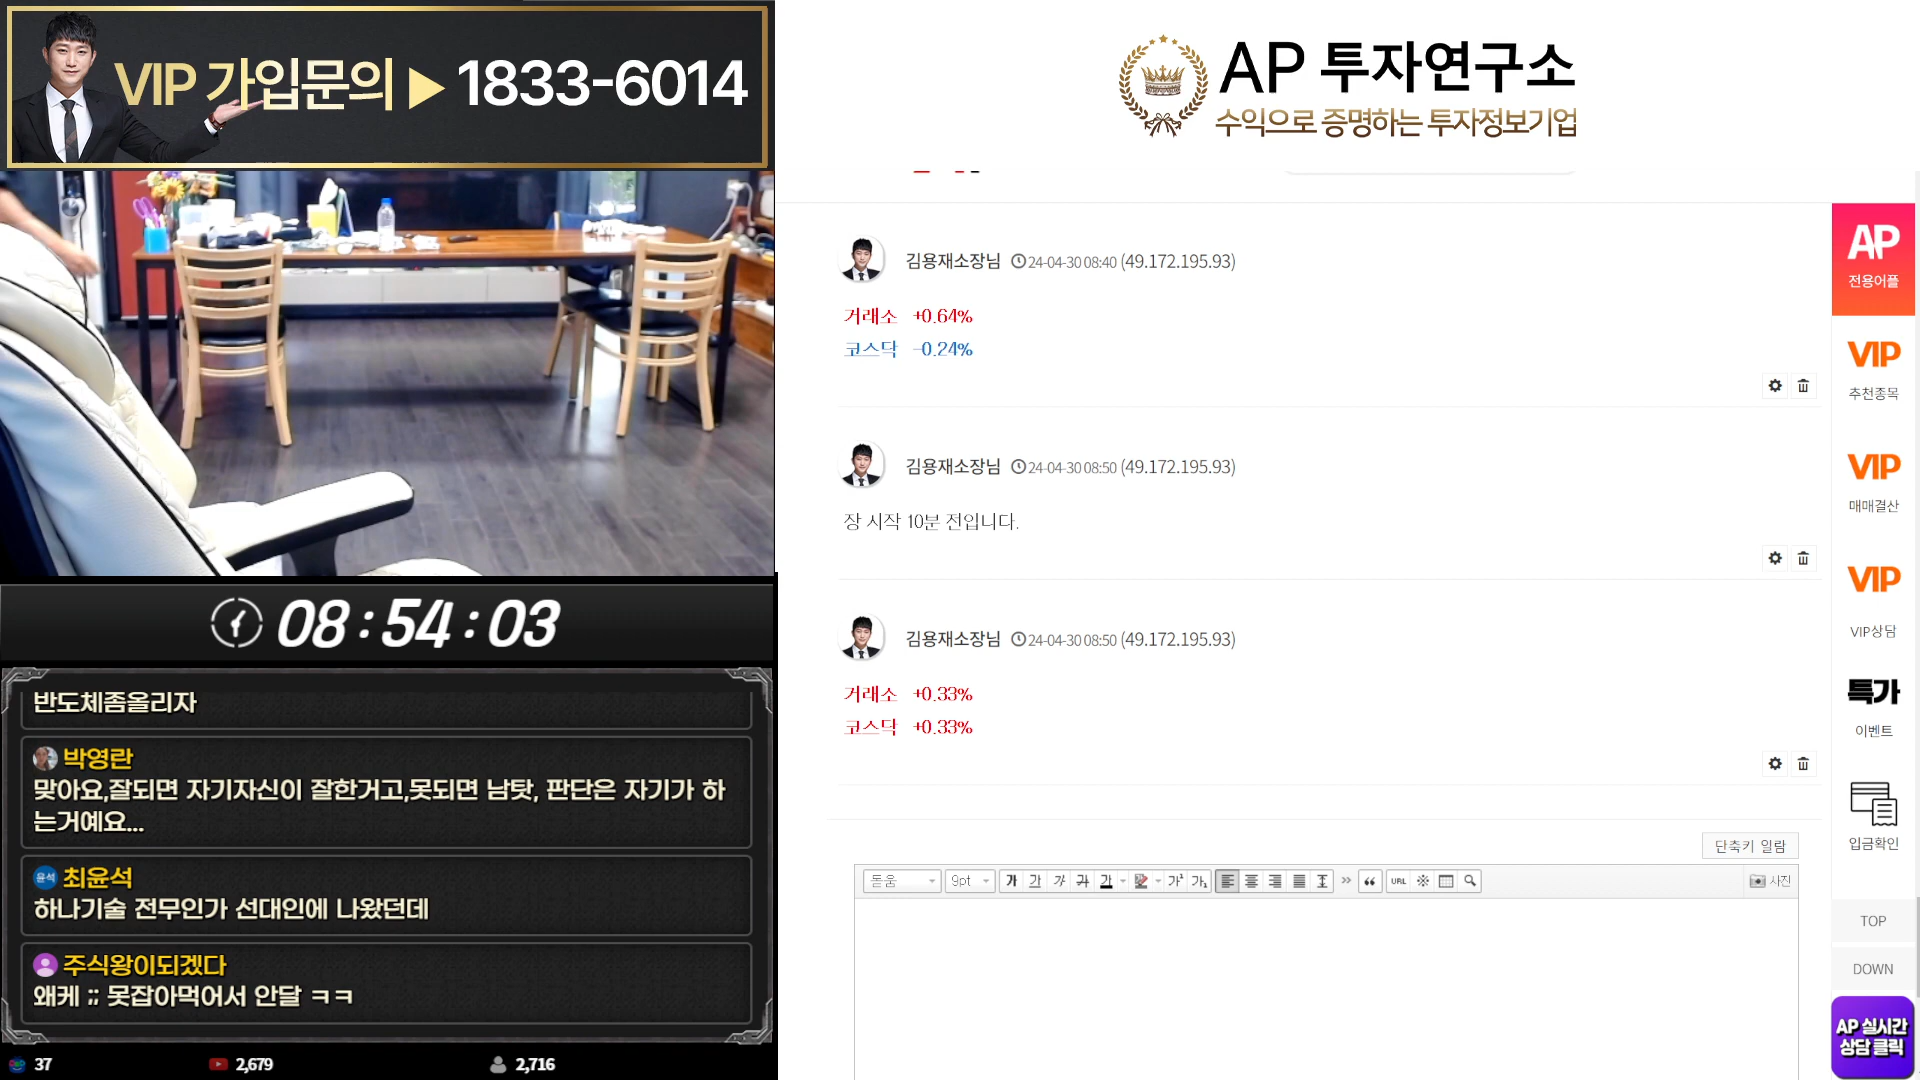 VIP 가입문의 ▶ 1833-6014
AP 투자연구소
수익으로 증명하는 투자정보기업
김용재소장님 24-04-30 08:40 (49.172.195.93)
거래소 +0.64%
코스닥 -0.24%
김용재소장님 24-04-30 08:50 (49.172.195.93)
장 시작 10분 전입니다.
김용재소장님 24-04-30 08:50 (49.172.195.93)
거래소 +0.33%
코스닥 +0.33%
단축키 일람
돋움 9pt 가 가 가 가 가 가¹ 가₁ URL ※ 사진
AP
전용어플
VIP
추천종목
VIP
매매결산
VIP
VIP상담
특가
이벤트
입금확인
TOP
DOWN
AP 실시간
상담 클릭
08:54:03
반도체좀올리자
박영란
맞아요,잘되면 자기자신이 잘한거고,못되면 남탓, 판단은 자기가 하
는거예요...
윤석 최윤석
하나기술 전무인가 선대인에 나왔던데
주식왕이되겠다
왜케 ;; 못잡아먹어서 안달 ㅋㅋ
37 2,679 2,716